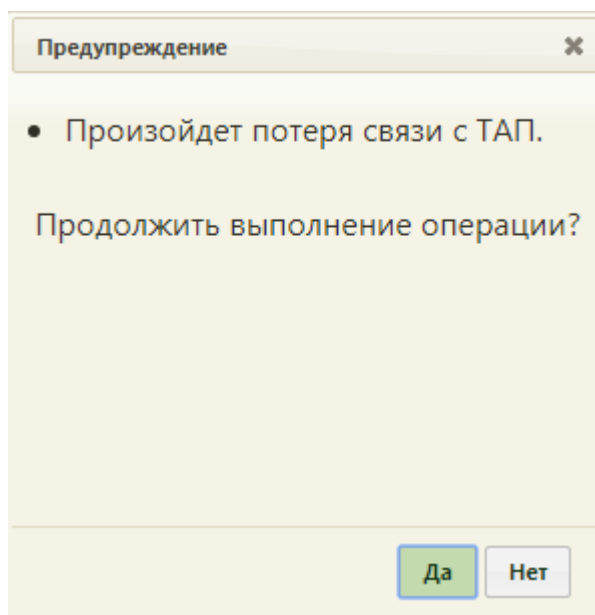 Предупреждение
• Произойдет потеря связи с ТАП.
Продолжить выполнение операции?
Да Нет